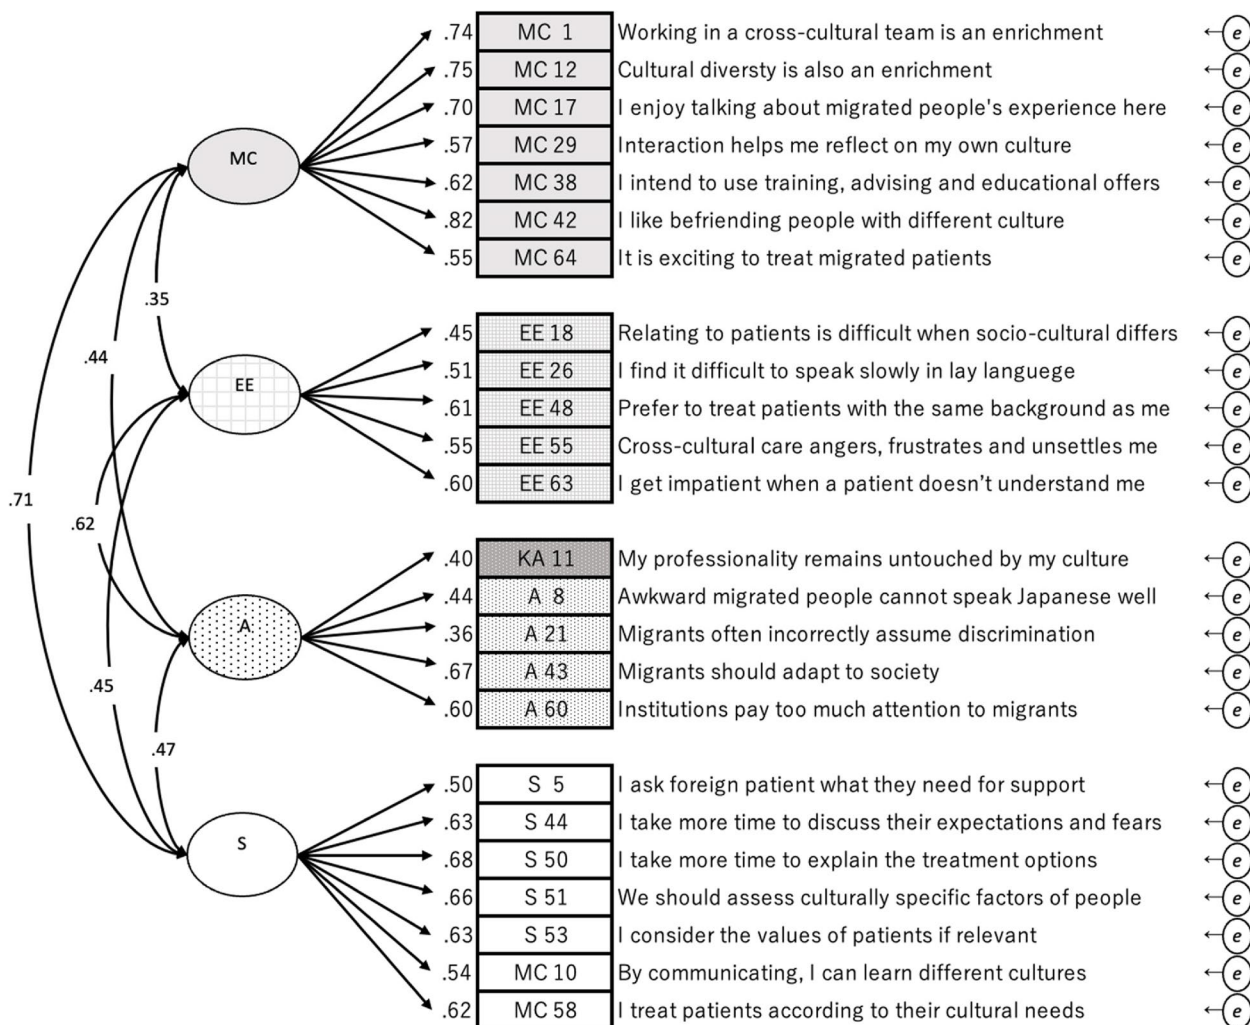 .74 MC 1 Working in a cross-cultural team is an enrichment ←e
.75 MC 12 Cultural diversty is also an enrichment ←e
.70 MC 17 I enjoy talking about migrated people's experience here ←e
.57 MC 29 Interaction helps me reflect on my own culture ←e
MC
.62 MC 38 I intend to use training, advising and educational offers ←e
.82 MC 42 I like befriending people with different culture ←e
.55 MC 64 It is exciting to treat migrated patients ←e
.35
.45 EE 18 Relating to patients is difficult when socio-cultural differs ←e
.44
.51 EE 26 I find it difficult to speak slowly in lay languege ←e
EE
.61 EE 48 Prefer to treat patients with the same background as me ←e
.55 EE 55 Cross-cultural care angers, frustrates and unsettles me ←e
.60 EE 63 I get impatient when a patient doesn’t understand me ←e
.71
.62
.40 KA 11 My professionality remains untouched by my culture ←e
.44 A 8 Awkward migrated people cannot speak Japanese well ←e
A
.36 A 21 Migrants often incorrectly assume discrimination ←e
.67 A 43 Migrants should adapt to society ←e
.45
.60 A 60 Institutions pay too much attention to migrants ←e
.47
.50 S 5 I ask foreign patient what they need for support ←e
.63 S 44 I take more time to discuss their expectations and fears ←e
S
.68 S 50 I take more time to explain the treatment options ←e
.66 S 51 We should assess culturally specific factors of people ←e
.63 S 53 I consider the values of patients if relevant ←e
.54 MC 10 By communicating, I can learn different cultures ←e
.62 MC 58 I treat patients according to their cultural needs ←e